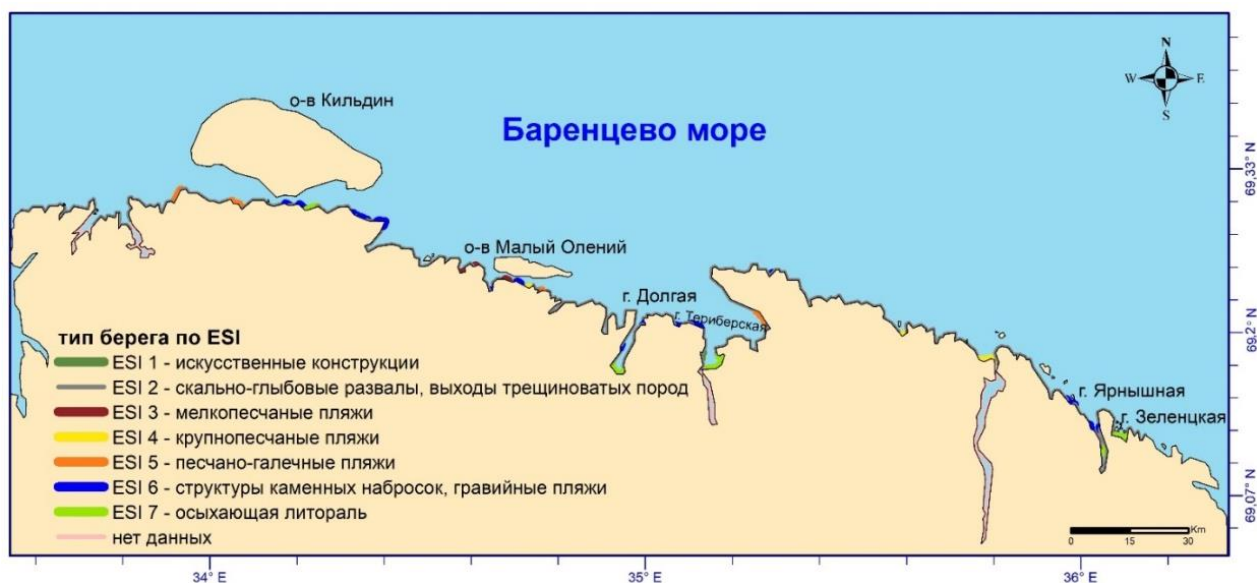 N
W E
S
о-в Кильдин
Баренцево море
69,33° N
о-в Малый Олений
г. Долгая
г. Териберская
69,2° N
тип берега по ESI
ESI 1 - искусственные конструкции
ESI 2 - скально-глыбовые развалы, выходы трещиноватых пород
ESI 3 - мелкопесчаные пляжи
ESI 4 - крупнопесчаные пляжи
ESI 5 - песчано-галечные пляжи
ESI 6 - структуры каменных набросок, гравийные пляжи
ESI 7 - осыхающая литораль
нет данных
г. Ярнышная
г. Зеленцкая
69,07° N
Km
0 15 30
34° E 35° E 36° E